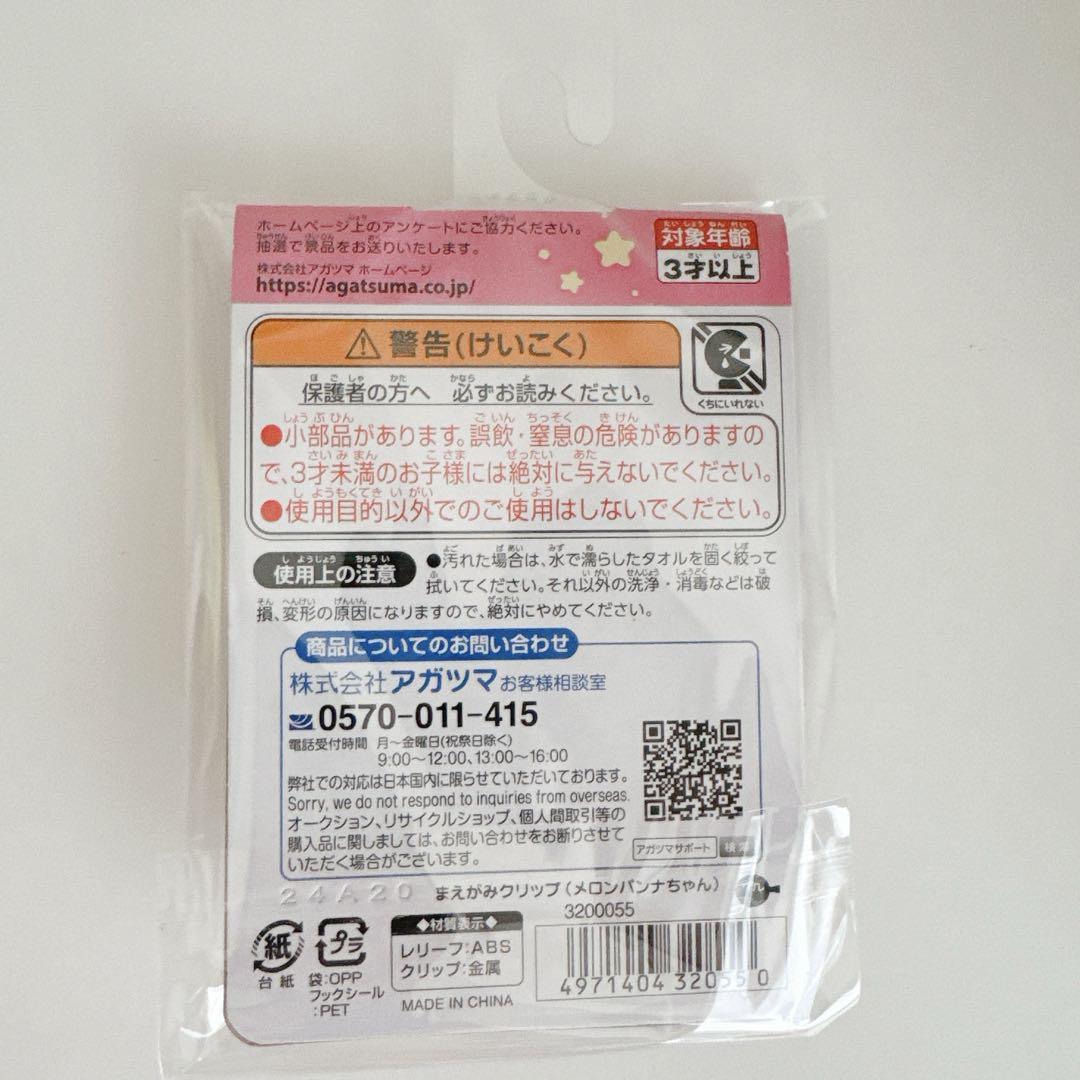 ホームページ上のアンケートにご協力ください。
抽選で景品をお送りいたします。
株式会社アガツマ ホームページ
https://agatsuma.co.jp/
対象年齢
3才以上
警告(けいこく)
保護者の方へ 必ずお読みください。
くちにいれない
●小部品があります。誤飲・窒息の危険がありますの
で、3才未満のお子様には絶対に与えないでください。
●使用目的以外でのご使用はしないでください。
使用上の注意
●汚れた場合は、水で濡らしたタオルを固く絞って
拭いてください。それ以外の洗浄・消毒などは破
損、変形の原因になりますので、絶対にやめてください。
商品についてのお問い合わせ
株式会社アガツマ お客様相談室
0570-011-415
電話受付時間 月〜金曜日(祝祭日除く)
9:00〜12:00、13:00〜16:00
弊社での対応は日本国内に限らせていただいております。
Sorry, we do not respond to inquiries from overseas.
オークション、リサイクルショップ、個人間取引等の
購入品に関しましては、お問い合わせをお断りさせて
いただく場合がございます。
アガツマサポート 検索
24A20
まえがみクリップ(メロンパンナちゃん)
3200055
紙
台紙
プラ
袋:OPP
フックシール
:PET
◆材質表示◆
レリーフ:ABS
クリップ:金属
MADE IN CHINA
4971404 320550